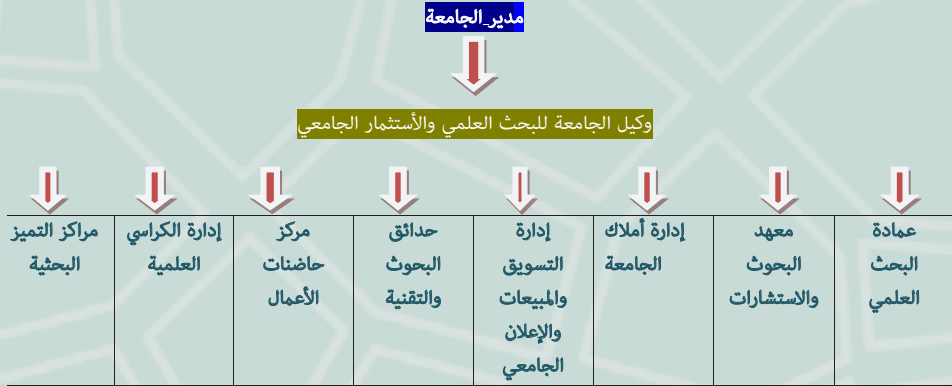 مدير_الجامعة
وكيل الجامعة للبحث العلمي والأستثمار الجامعي
عمادة
البحث
العلمي
معهد
البحوث
والاستشارات
إدارة أملاك
الجامعة
إدارة
التسويق
والمبيعات
والإعلان
الجامعي
حدائق
البحوث
والتقنية
مركز
حاضنات
الأعمال
إدارة الكراسي
العلمية
مراكز التميز
البحثية